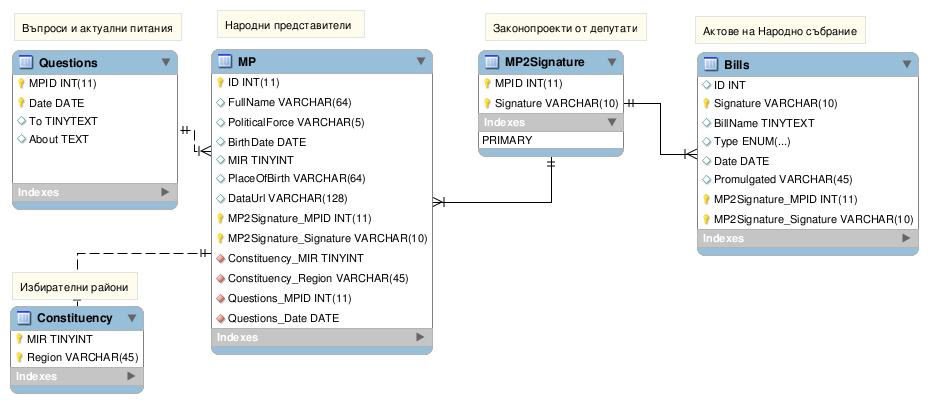 Въпроси и актуални питания
Questions
MPID INT(11)
Date DATE
To TINYTEXT
About TEXT
Indexes
Народни представители
MP
ID INT(11)
FullName VARCHAR(64)
PoliticalForce VARCHAR(5)
BirthDate DATE
MIR TINYINT
PlaceOfBirth VARCHAR(64)
DataUrl VARCHAR(128)
MP2Signature_MPID INT(11)
MP2Signature_Signature VARCHAR(10)
Constituency_MIR TINYINT
Constituency_Region VARCHAR(45)
Questions_MPID INT(11)
Questions_Date DATE
Indexes
Законопроекти от депутати
MP2Signature
MPID INT(11)
Signature VARCHAR(10)
Indexes
PRIMARY
Актове на Народно събрание
Bills
ID INT
Signature VARCHAR(10)
BillName TINYTEXT
Type ENUM(...)
Date DATE
Promulgated VARCHAR(45)
MP2Signature_MPID INT(11)
MP2Signature_Signature VARCHAR(10)
Indexes
Избирателни райони
Constituency
MIR TINYINT
Region VARCHAR(45)
Indexes